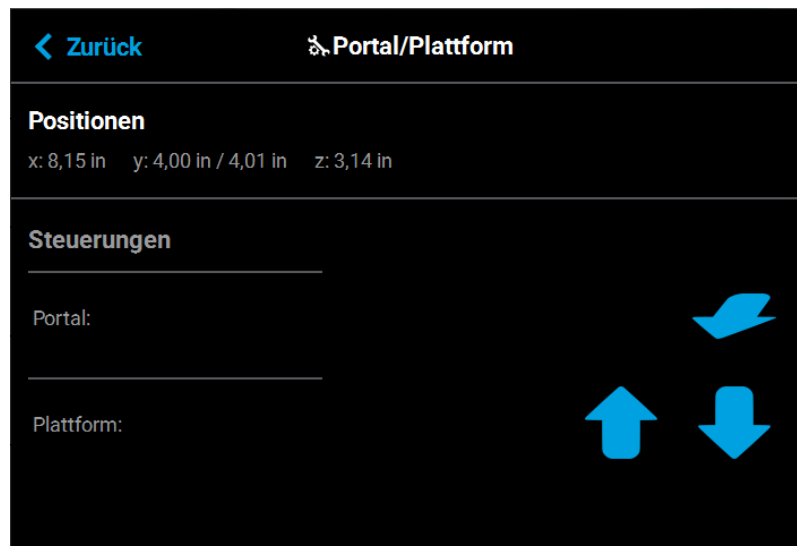 Zurück
Portal/Plattform
Positionen
x: 8,15 in y: 4,00 in / 4,01 in z: 3,14 in
Steuerungen
Portal:
Plattform: